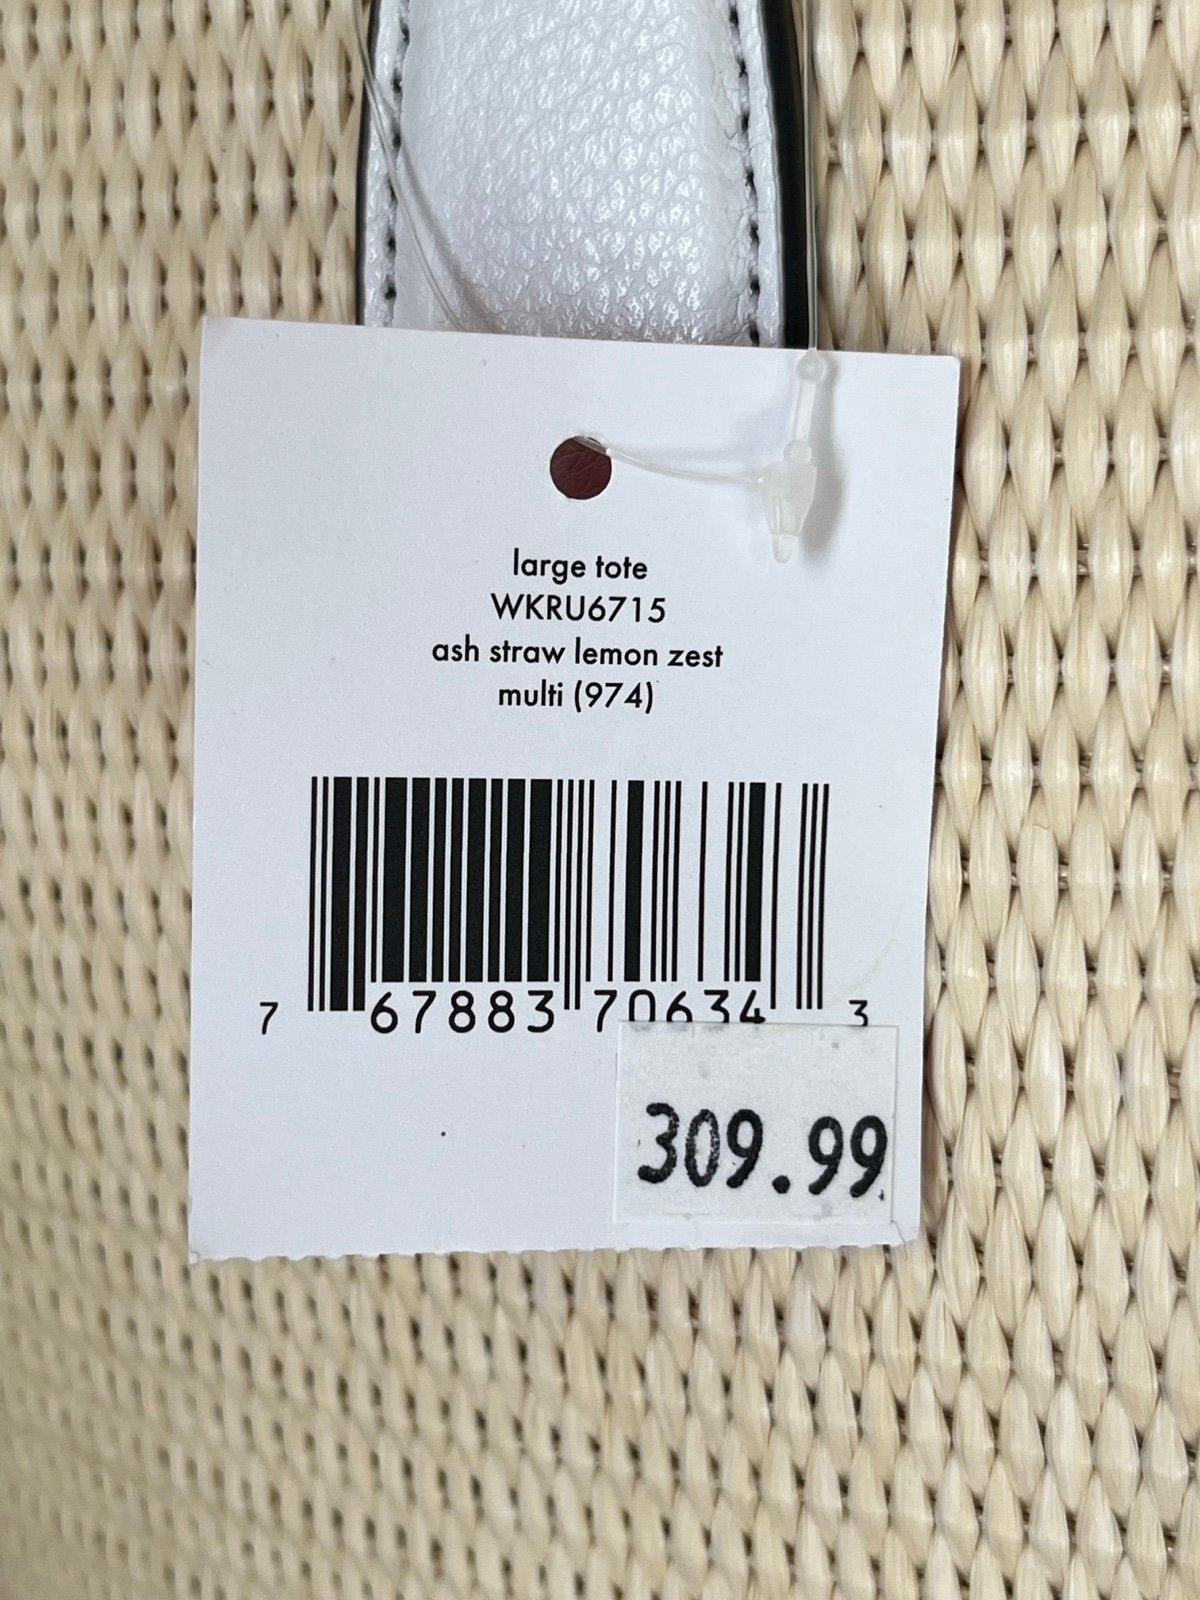 large tote
WKRU6715
ash straw lemon zest
multi (974)
7 67883 70634 3
309.99